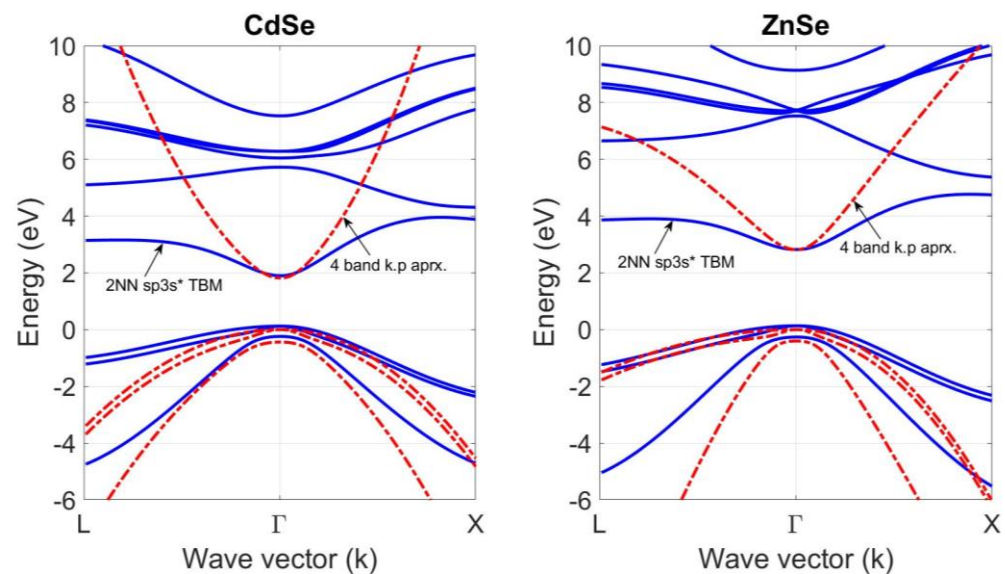 CdSe
10
8
6
4
2
0
-2
-4
-6
Energy (eV)
2NN sp3s* TBM
4 band k.p aprx.
L
Γ
X
Wave vector (k)
ZnSe
10
8
6
4
2
0
-2
-4
-6
Energy (eV)
2NN sp3s* TBM
4 band k.p aprx.
L
Γ
X
Wave vector (k)